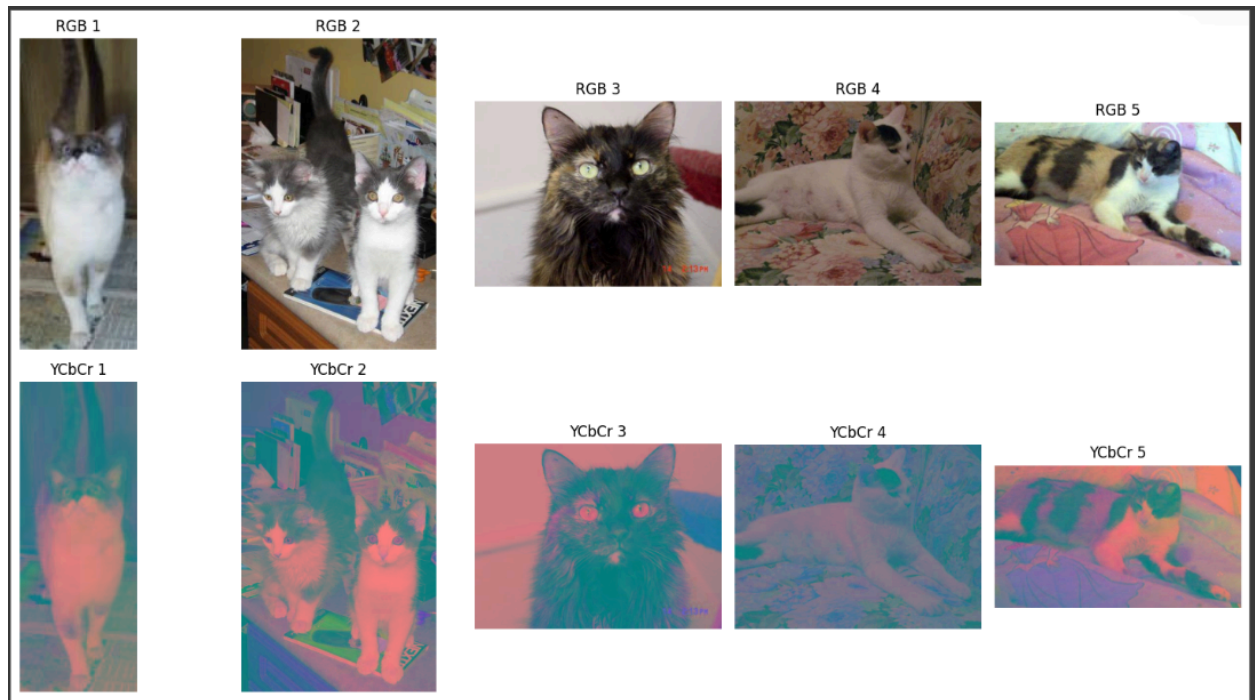 RGB 1
RGB 2
RGB 3
RGB 4
RGB 5
YCbCr 1
YCbCr 2
YCbCr 3
YCbCr 4
YCbCr 5